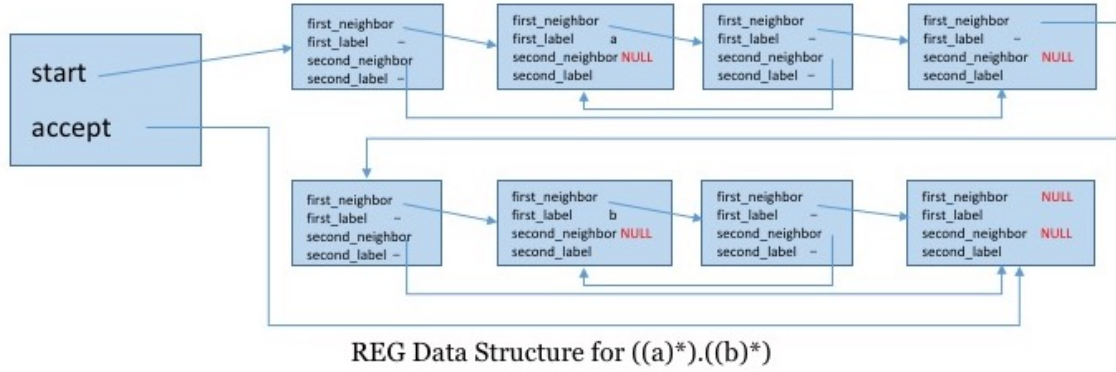 start
accept
first_neighbor
first_label –
second_neighbor
second_label –
first_neighbor
first_label a
second_neighbor NULL
second_label
first_neighbor
first_label –
second_neighbor
second_label –
first_neighbor
first_label –
second_neighbor NULL
second_label
first_neighbor
first_label –
second_neighbor
second_label –
first_neighbor
first_label b
second_neighbor NULL
second_label
first_neighbor
first_label –
second_neighbor
second_label –
first_neighbor NULL
first_label
second_neighbor NULL
second_label
REG Data Structure for ((a)*).((b)*)